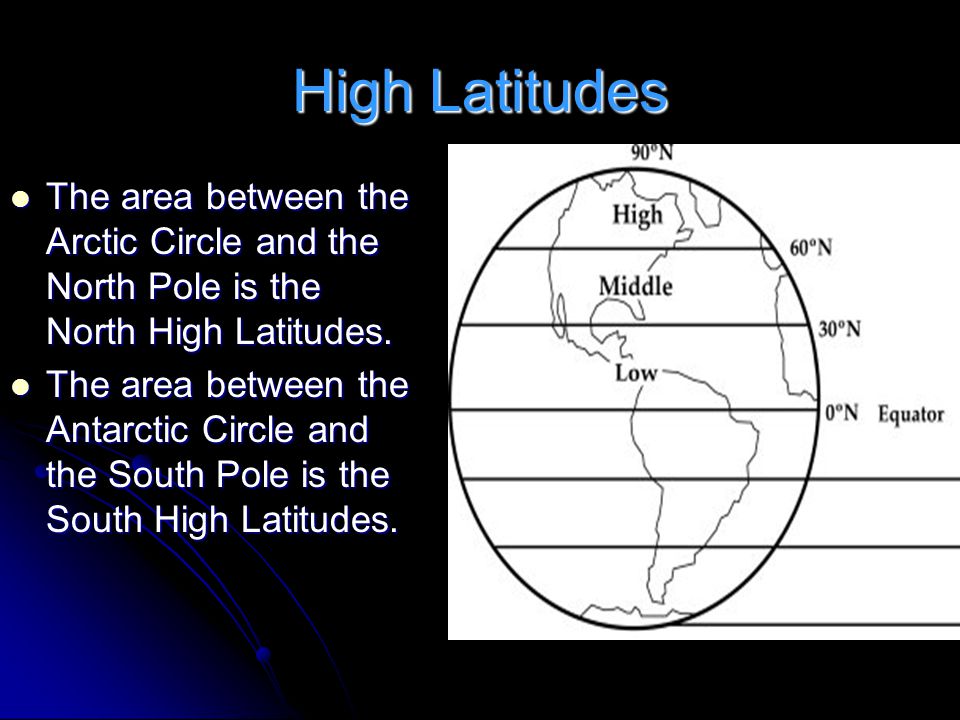 High Latitudes
The area between the
Arctic Circle and the
North Pole is the
North High Latitudes.
The area between the
Antarctic Circle and
the South Pole is the
South High Latitudes.
90ºN
High
60ºN
Middle
30ºN
Low
0ºN Equator